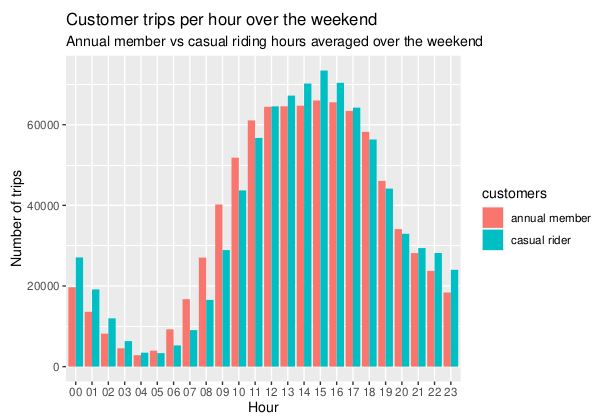 Customer trips per hour over the weekend
Annual member vs casual riding hours averaged over the weekend
Number of trips
60000
40000
20000
0
00 01 02 03 04 05 06 07 08 09 10 11 12 13 14 15 16 17 18 19 20 21 22 23
Hour
customers
annual member
casual rider